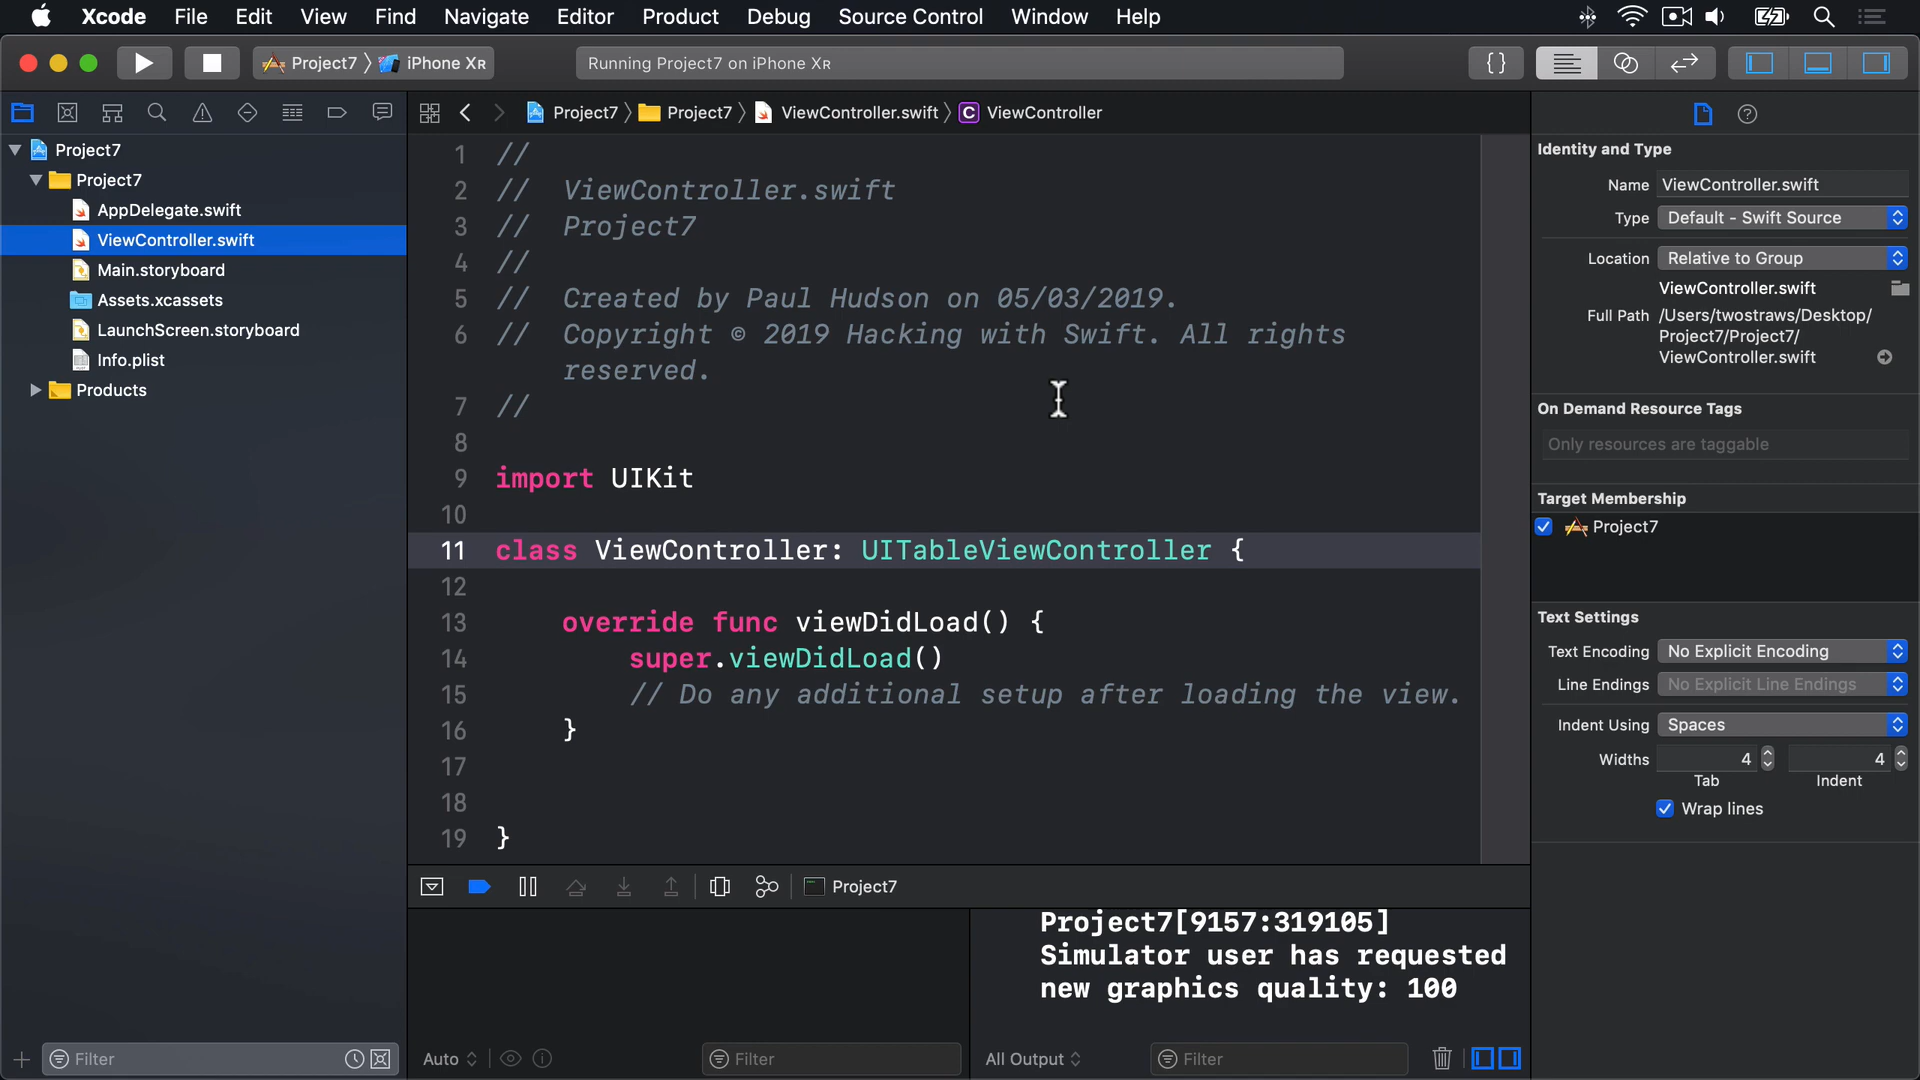 Xcode File Edit View Find Navigate Editor Product Debug Source Control Window Help
Project7 iPhone XR
Running Project7 on iPhone XR
Project7 Project7 ViewController.swift C ViewController
Project7
Project7
AppDelegate.swift
ViewController.swift
Main.storyboard
Assets.xcassets
LaunchScreen.storyboard
Info.plist
Products
Filter
1 //
2 //  ViewController.swift
3 //  Project7
4 //
5 //  Created by Paul Hudson on 05/03/2019.
6 //  Copyright © 2019 Hacking with Swift. All rights
reserved.
7 //
8
9 import UIKit
10
11 class ViewController: UITableViewController {
12
13     override func viewDidLoad() {
14         super.viewDidLoad()
15         // Do any additional setup after loading the view.
16     }
17
18
19 }
Project7
Project7[9157:319105]
Simulator user has requested
new graphics quality: 100
Auto
Filter
All Output
Filter
Identity and Type
Name ViewController.swift
Type Default - Swift Source
Location Relative to Group
ViewController.swift
Full Path /Users/twostraws/Desktop/
Project7/Project7/
ViewController.swift
On Demand Resource Tags
Only resources are taggable
Target Membership
Project7
Text Settings
Text Encoding No Explicit Encoding
Line Endings No Explicit Line Endings
Indent Using Spaces
Widths 4 4
Tab Indent
Wrap lines